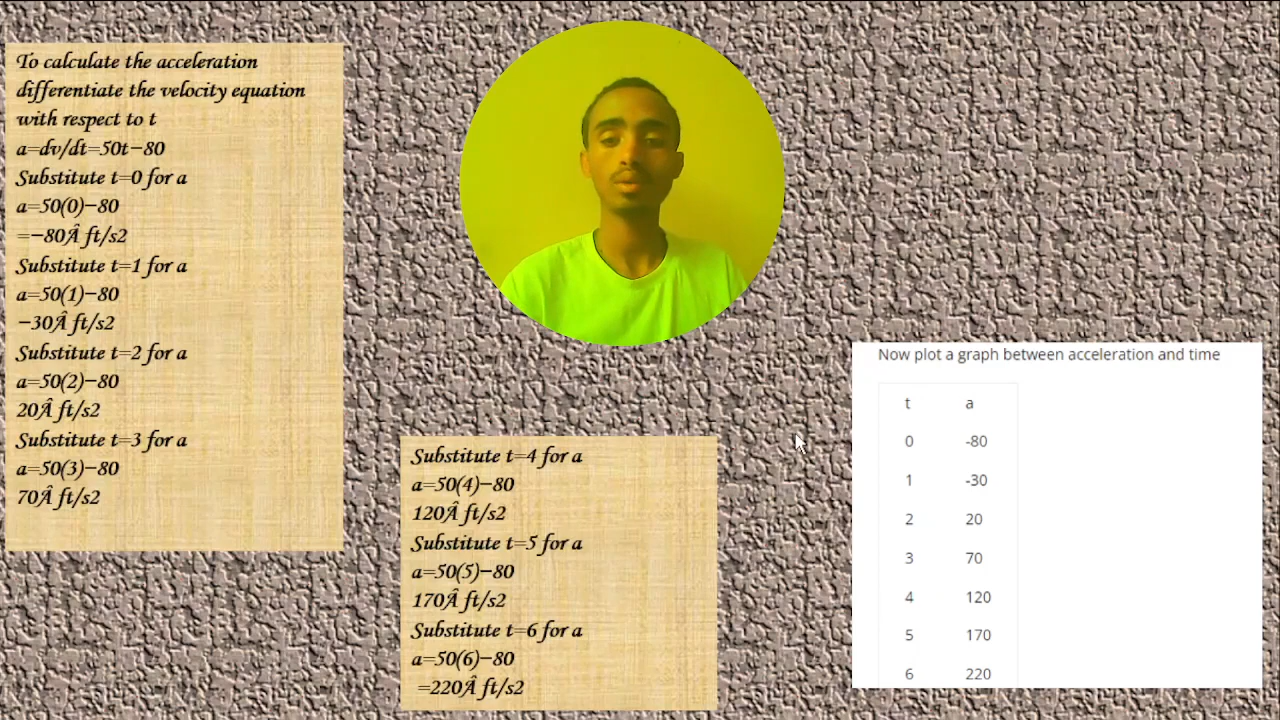 To calculate the acceleration
differentiate the velocity equation
with respect to t
a=dv/dt=50t−80
Substitute t=0 for a
a=50(0)−80
=−80Â ft/s2
Substitute t=1 for a
a=50(1)−80
−30Â ft/s2
Substitute t=2 for a
a=50(2)−80
20Â ft/s2
Substitute t=3 for a
a=50(3)−80
70Â ft/s2
Substitute t=4 for a
a=50(4)−80
120Â ft/s2
Substitute t=5 for a
a=50(5)−80
170Â ft/s2
Substitute t=6 for a
a=50(6)−80
=220Â ft/s2
Now plot a graph between acceleration and time
t a
0 -80
1 -30
2 20
3 70
4 120
5 170
6 220